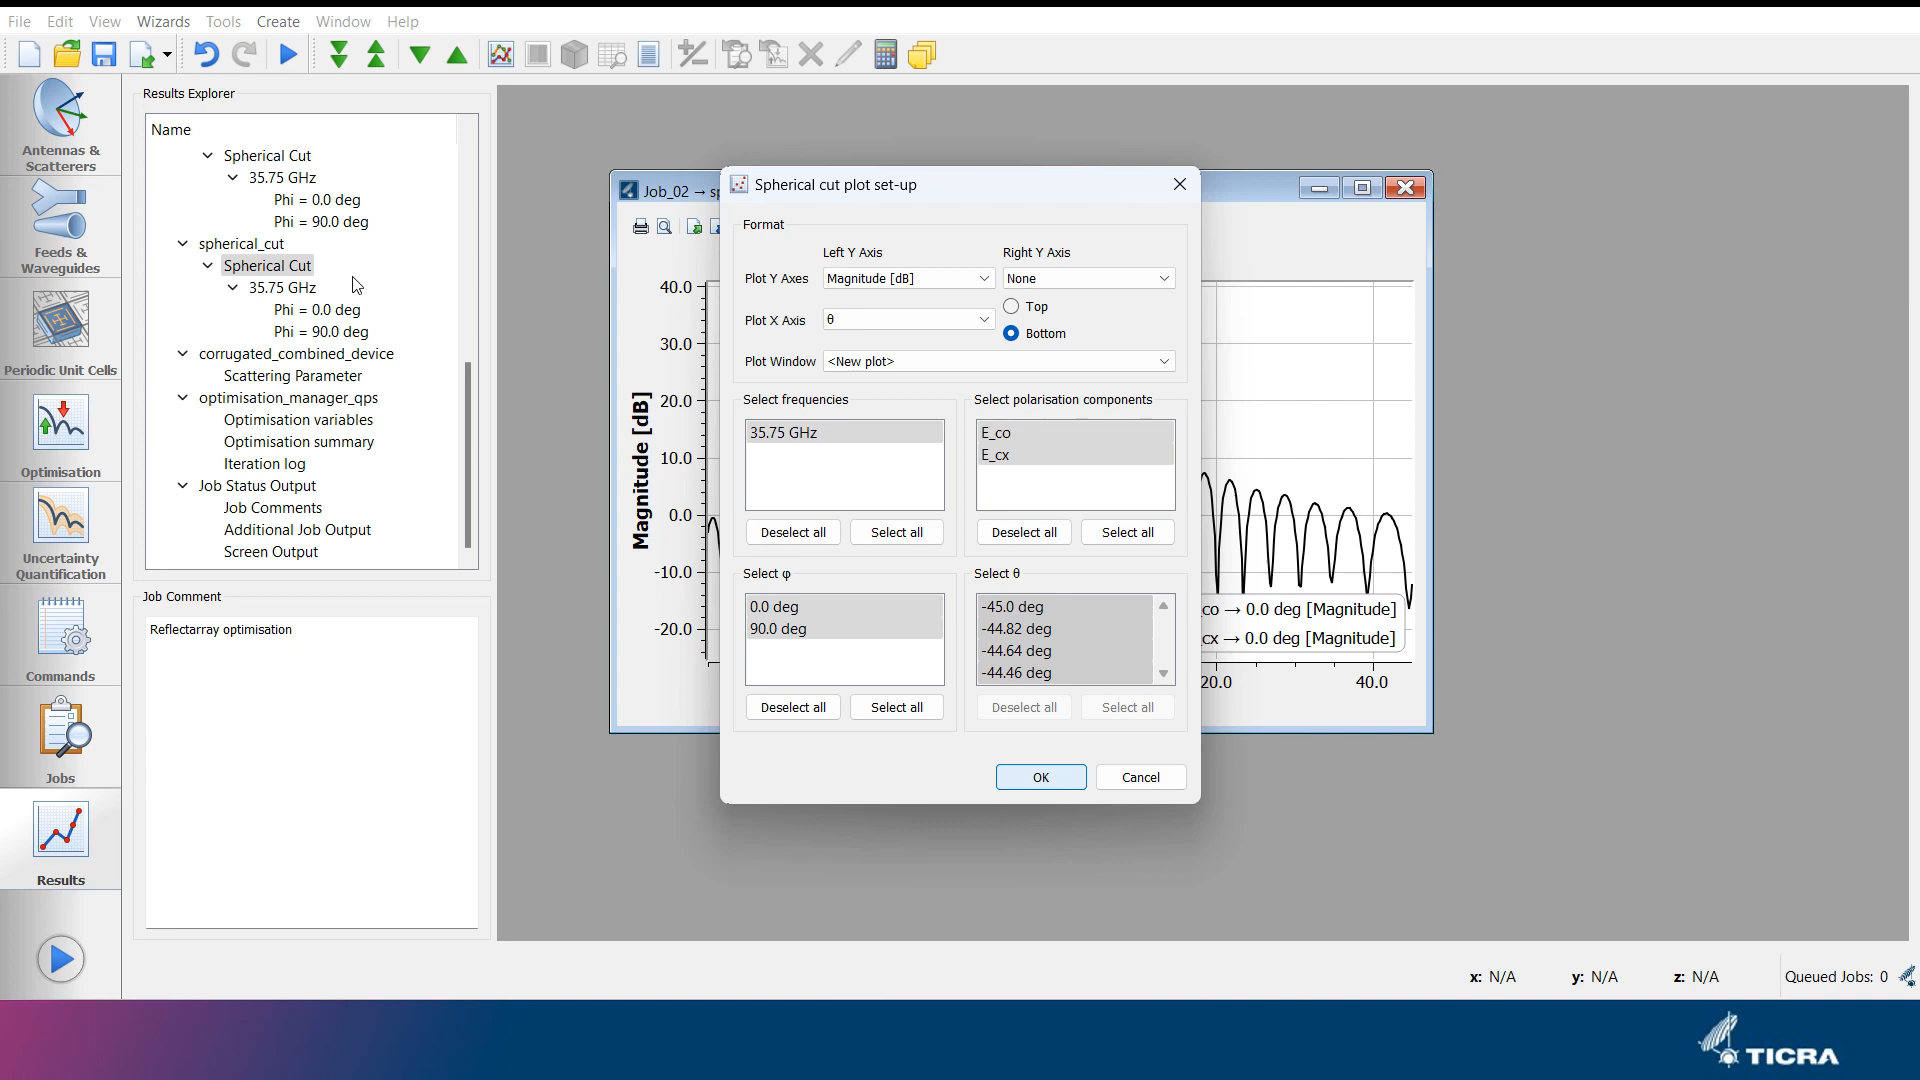 File Edit View Wizards Tools Create Window Help
Antennas &
Scatterers
Feeds &
Waveguides
Periodic Unit Cells
Optimisation
Uncertainty
Quantification
Commands
Jobs
Results
Results Explorer
Name
Spherical Cut
35.75 GHz
Phi = 0.0 deg
Phi = 90.0 deg
spherical_cut
Spherical Cut
35.75 GHz
Phi = 0.0 deg
Phi = 90.0 deg
corrugated_combined_device
Scattering Parameter
optimisation_manager_qps
Optimisation variables
Optimisation summary
Iteration log
Job Status Output
Job Comments
Additional Job Output
Screen Output
Job Comment
Reflectarray optimisation
Job_02 → sp
Magnitude [dB]
40.0
30.0
20.0
10.0
0.0
-10.0
-20.0
co → 0.0 deg [Magnitude]
cx → 0.0 deg [Magnitude]
20.0 40.0
Spherical cut plot set-up
Format
Left Y Axis Right Y Axis
Plot Y Axes Magnitude [dB] None
Top
Plot X Axis θ
Bottom
Plot Window <New plot>
Select frequencies
35.75 GHz
Deselect all Select all
Select polarisation components
E_co
E_cx
Deselect all Select all
Select φ
0.0 deg
90.0 deg
Deselect all Select all
Select θ
-45.0 deg
-44.82 deg
-44.64 deg
-44.46 deg
Deselect all Select all
OK Cancel
x: N/A y: N/A z: N/A Queued Jobs: 0
TICRA